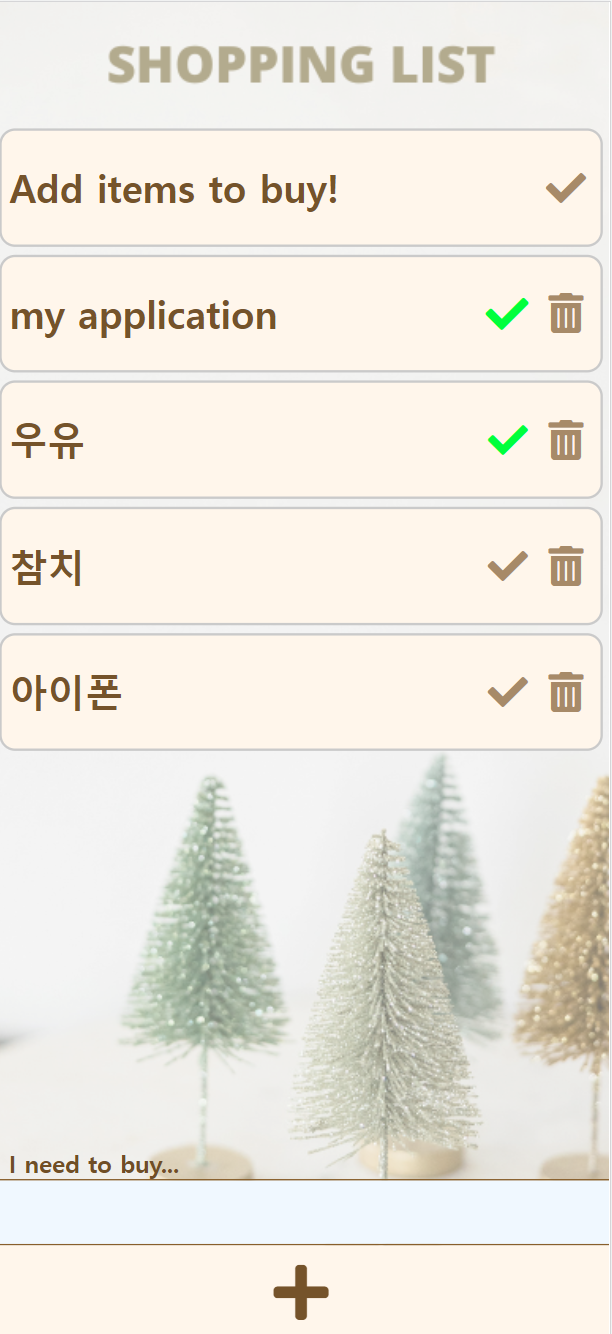 SHOPPING LIST
Add items to buy!
my application
우유
참치
아이폰
I need to buy...